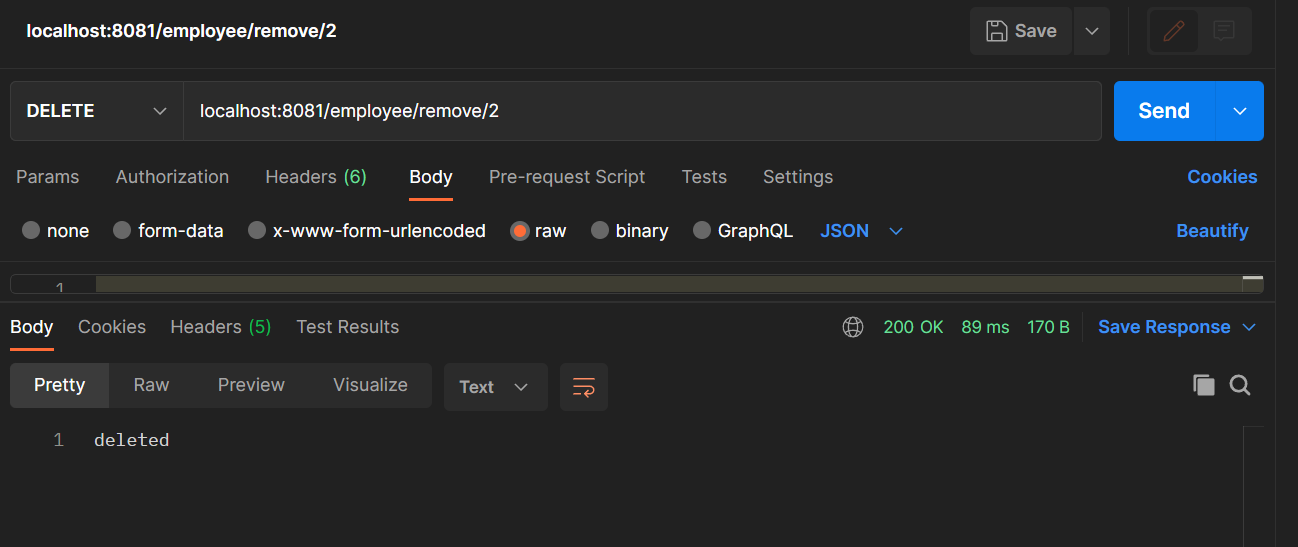 localhost:8081/employee/remove/2 Save
DELETE localhost:8081/employee/remove/2 Send
Params Authorization Headers (6) Body Pre-request Script Tests Settings Cookies
none form-data x-www-form-urlencoded raw binary GraphQL JSON Beautify
1
Body Cookies Headers (5) Test Results 200 OK 89 ms 170 B Save Response
Pretty Raw Preview Visualize Text
1 deleted